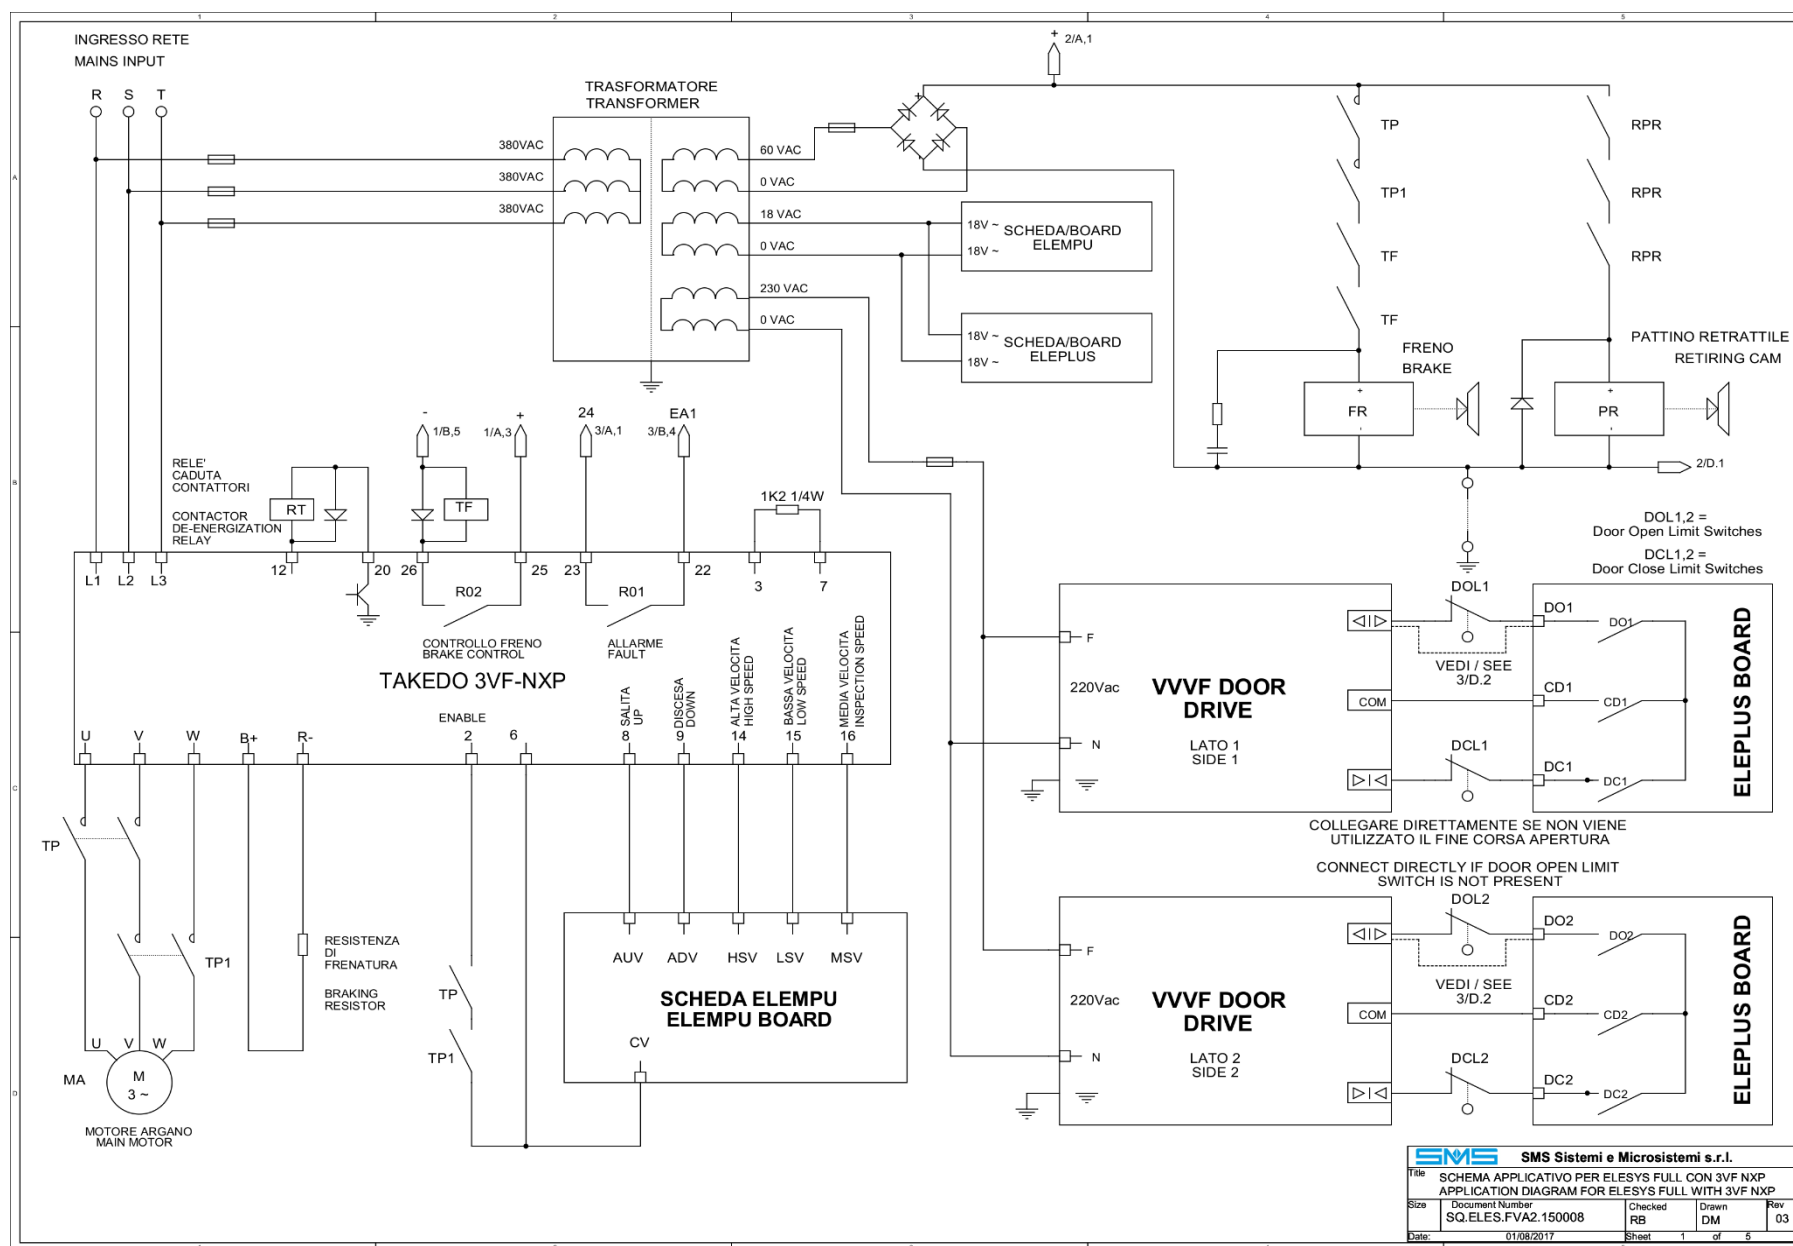 1 2 3 4 5
A
B
C
D
INGRESSO RETE
MAINS INPUT
R S T
TRASFORMATORE
TRANSFORMER
380VAC
380VAC
380VAC
60 VAC
0 VAC
18 VAC
0 VAC
230 VAC
0 VAC
+
2/A,1
+
18V ~
18V ~
SCHEDA/BOARD
ELEMPU
18V ~
18V ~
SCHEDA/BOARD
ELEPLUS
TP
TP1
TF
TF
RPR
RPR
RPR
FRENO
BRAKE
+
FR
-
PATTINO RETRATTILE
RETIRING CAM
+
PR
-
2/D.1
RELE'
CADUTA
CONTATTORI
CONTACTOR
DE-ENERGIZATION
RELAY
RT
-
1/B,5
TF
+
1/A,3
24
3/A,1
EA1
3/B,4
1K2 1/4W
L1 L2 L3 12 20 26 25 23 22 3 7
R02
CONTROLLO FRENO
BRAKE CONTROL
R01
ALLARME
FAULT
TAKEDO 3VF-NXP
ENABLE
SALITA
UP
DISCESA
DOWN
ALTA VELOCITA
HIGH SPEED
BASSA VELOCITA
LOW SPEED
MEDIA VELOCITA
INSPECTION SPEED
U V W B+ R- 2 6 8 9 14 15 16
TP
TP1
RESISTENZA
DI
FRENATURA
BRAKING
RESISTOR
TP
TP1
U V W
MA
M
3 ~
MOTORE ARGANO
MAIN MOTOR
AUV ADV HSV LSV MSV
SCHEDA ELEMPU
ELEMPU BOARD
CV
DOL1,2 =
Door Open Limit Switches
DCL1,2 =
Door Close Limit Switches
F
220Vac
N
VVVF DOOR
DRIVE
LATO 1
SIDE 1
COM
DOL1
VEDI / SEE
3/D.2
DCL1
DO1
CD1
DC1
DO1
CD1
DC1
ELEPLUS BOARD
COLLEGARE DIRETTAMENTE SE NON VIENE
UTILIZZATO IL FINE CORSA APERTURA
CONNECT DIRECTLY IF DOOR OPEN LIMIT
SWITCH IS NOT PRESENT
F
220Vac
N
VVVF DOOR
DRIVE
LATO 2
SIDE 2
COM
DOL2
VEDI / SEE
3/D.2
DCL2
DO2
CD2
DC2
DO2
CD2
DC2
ELEPLUS BOARD
SMS SMS Sistemi e Microsistemi s.r.l.
Title
SCHEMA APPLICATIVO PER ELESYS FULL CON 3VF NXP
APPLICATION DIAGRAM FOR ELESYS FULL WITH 3VF NXP
Size Document Number Checked Drawn Rev
SQ.ELES.FVA2.150008 RB DM 03
Date: 01/08/2017 Sheet 1 of 5